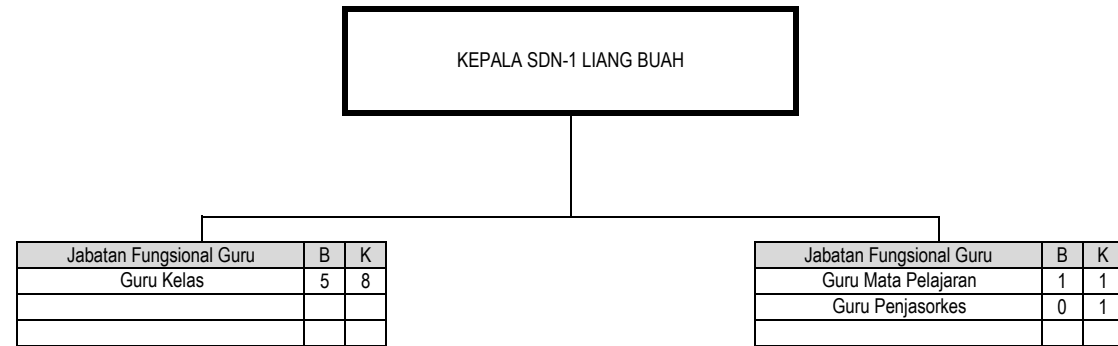 KEPALA SDN-1 LIANG BUAH
Jabatan Fungsional Guru B K
Guru Kelas 5 8
Jabatan Fungsional Guru B K
Guru Mata Pelajaran 1 1
Guru Penjasorkes 0 1